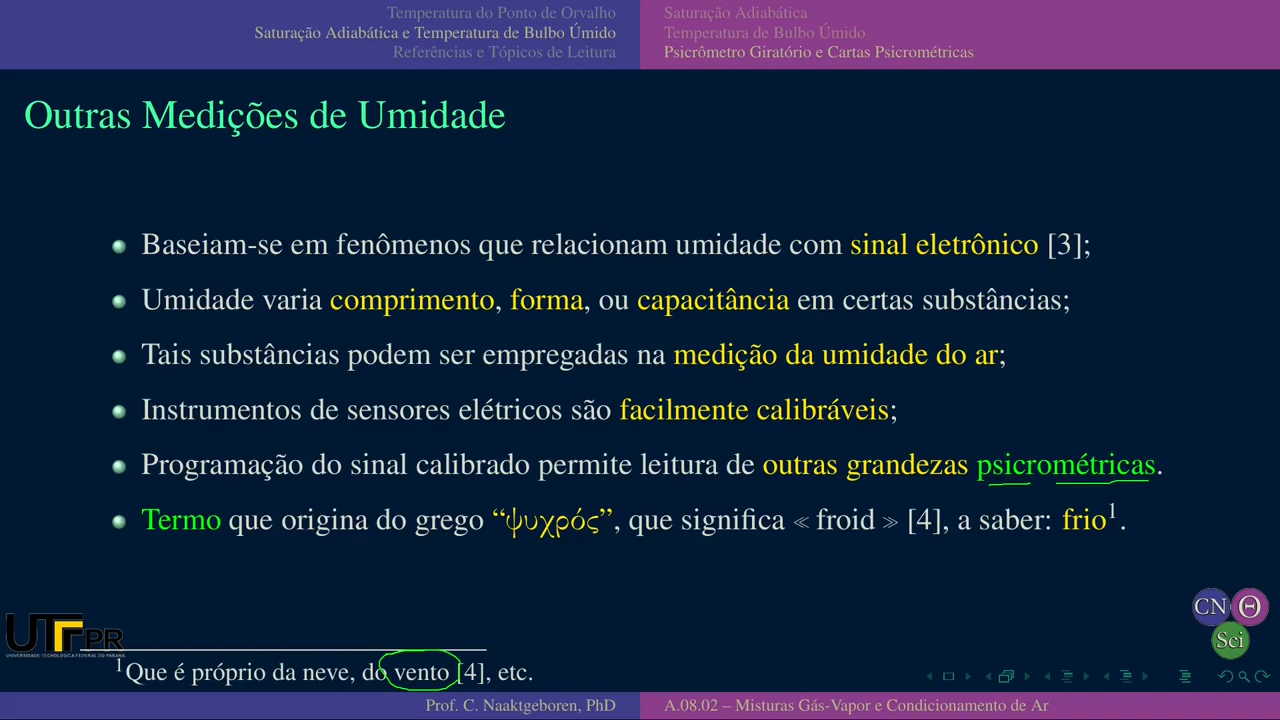 Temperatura do Ponto de Orvalho
Saturação Adiabática e Temperatura de Bulbo Úmido
Referências e Tópicos de Leitura
Saturação Adiabática
Temperatura de Bulbo Úmido
Psicrômetro Giratório e Cartas Psicrométricas
Outras Medições de Umidade
Baseiam-se em fenômenos que relacionam umidade com sinal eletrônico [3];
Umidade varia comprimento, forma, ou capacitância em certas substâncias;
Tais substâncias podem ser empregadas na medição da umidade do ar;
Instrumentos de sensores elétricos são facilmente calibráveis;
Programação do sinal calibrado permite leitura de outras grandezas psicrométricas.
Termo que origina do grego “ψυχρός”, que significa « froid » [4], a saber: frio¹.
CN Θ
Sci
UTFPR
UNIVERSIDADE TECNOLÓGICA FEDERAL DO PARANÁ
¹Que é próprio da neve, do vento [4], etc.
Prof. C. Naaktgeboren, PhD
A.08.02 – Misturas Gás-Vapor e Condicionamento de Ar